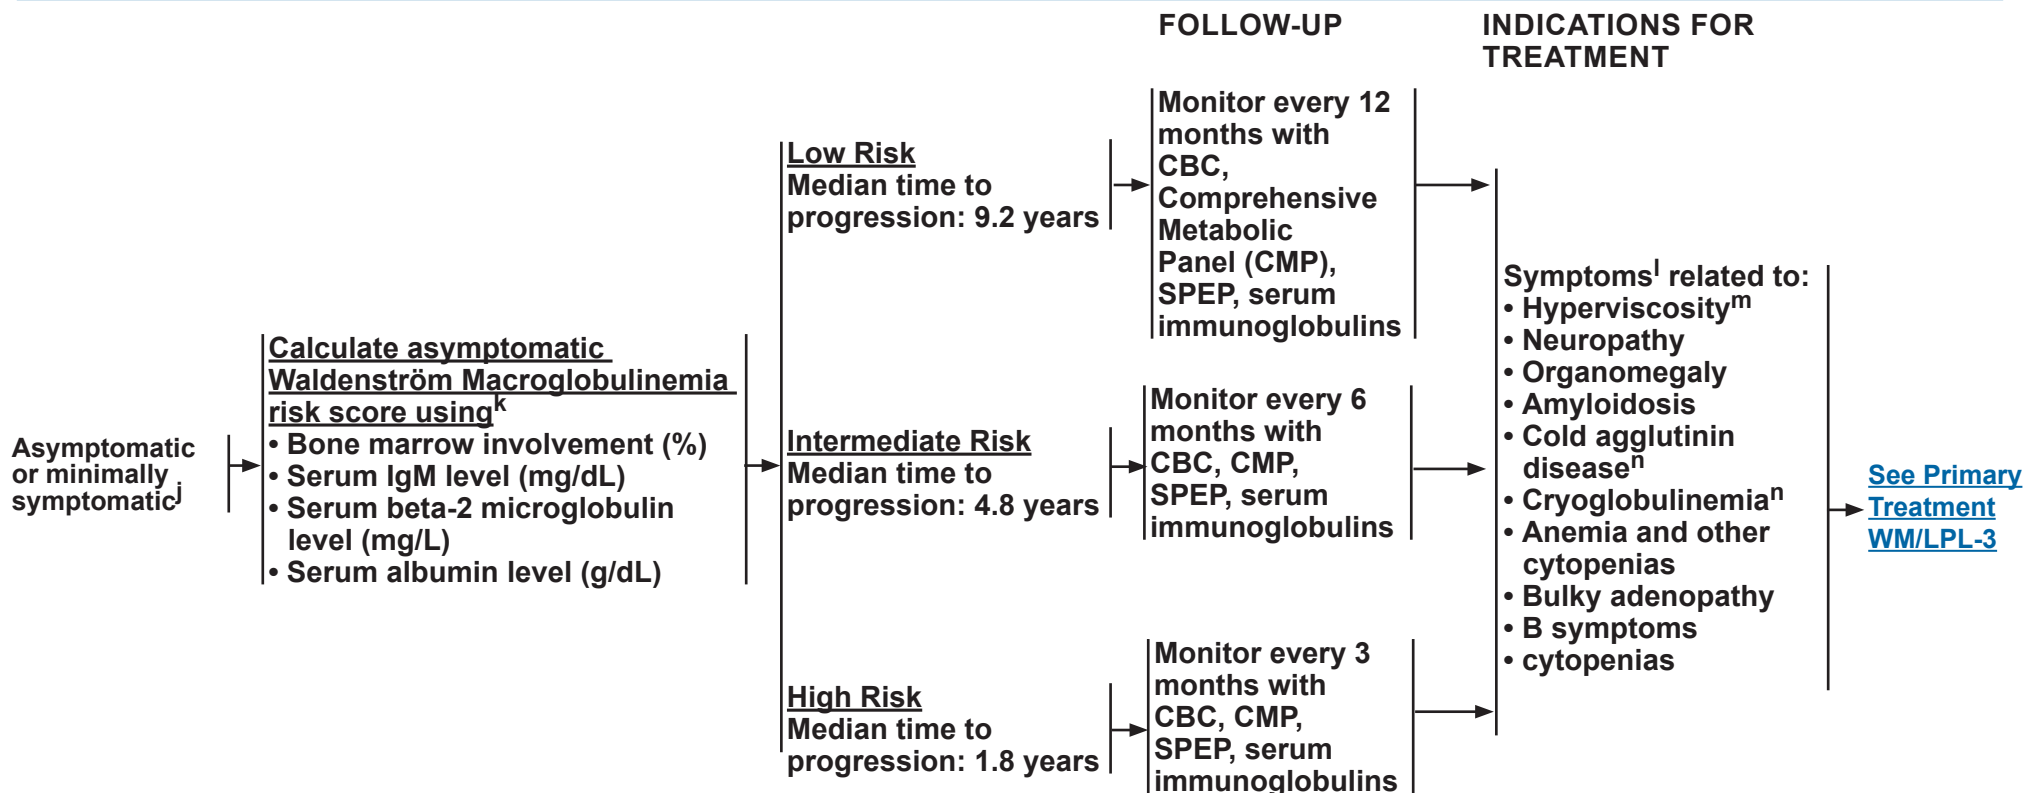 FOLLOW-UP
INDICATIONS FOR
TREATMENT
Asymptomatic
or minimally
symptomaticʲ
Calculate asymptomatic
Waldenström Macroglobulinemia
risk score usingᵏ
• Bone marrow involvement (%)
• Serum IgM level (mg/dL)
• Serum beta-2 microglobulin
level (mg/L)
• Serum albumin level (g/dL)
Low Risk
Median time to
progression: 9.2 years
Monitor every 12
months with
CBC,
Comprehensive
Metabolic
Panel (CMP),
SPEP, serum
immunoglobulins
Intermediate Risk
Median time to
progression: 4.8 years
Monitor every 6
months with
CBC, CMP,
SPEP, serum
immunoglobulins
High Risk
Median time to
progression: 1.8 years
Monitor every 3
months with
CBC, CMP,
SPEP, serum
immunoglobulins
Symptomsˡ related to:
• Hyperviscosityᵐ
• Neuropathy
• Organomegaly
• Amyloidosis
• Cold agglutinin
diseaseⁿ
• Cryoglobulinemiaⁿ
• Anemia and other
cytopenias
• Bulky adenopathy
• B symptoms
• cytopenias
See Primary
Treatment
WM/LPL-3